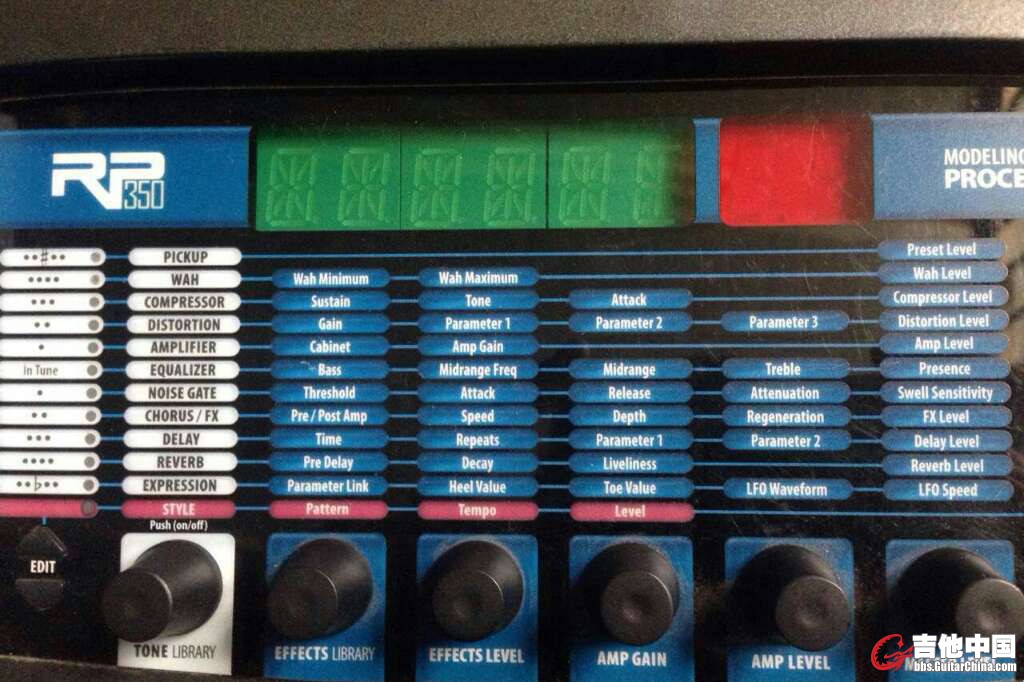 RP350
MODELING
PROCE
PICKUP Preset Level
WAH Wah Minimum Wah Maximum Wah Level
COMPRESSOR Sustain Tone Attack Compressor Level
DISTORTION Gain Parameter 1 Parameter 2 Parameter 3 Distortion Level
AMPLIFIER Cabinet Amp Gain Amp Level
In Tune EQUALIZER Bass Midrange Freq Midrange Treble Presence
NOISE GATE Threshold Attack Release Attenuation Swell Sensitivity
CHORUS / FX Pre / Post Amp Speed Depth Regeneration FX Level
DELAY Time Repeats Parameter 1 Parameter 2 Delay Level
REVERB Pre Delay Decay Liveliness Reverb Level
EXPRESSION Parameter Link Heel Value Toe Value LFO Waveform LFO Speed
STYLE Pattern Tempo Level
Push (on/off)
EDIT
TONE LIBRARY EFFECTS LIBRARY EFFECTS LEVEL AMP GAIN AMP LEVEL
吉他中国
bbs.GuitarChina.com